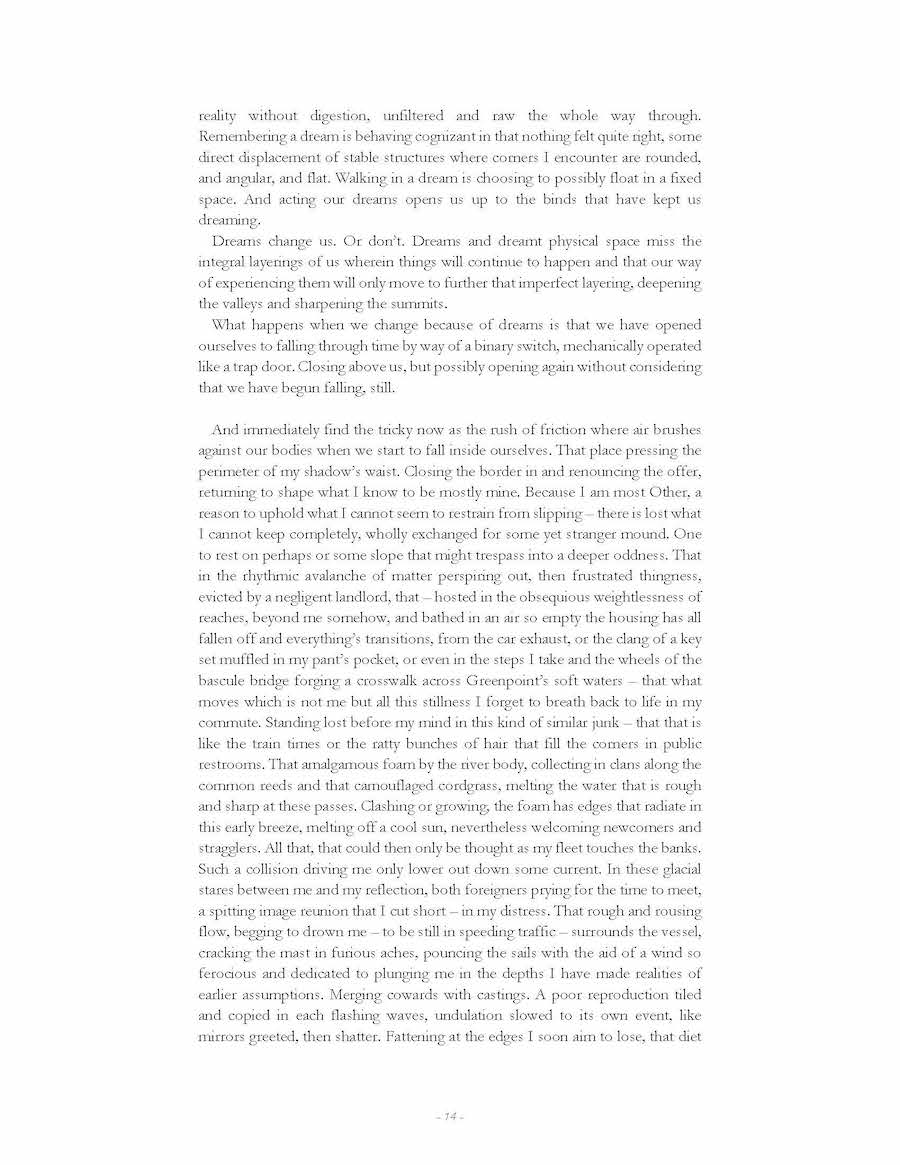 reality without digestion, unfiltered and raw the whole way through.
Remembering a dream is behaving cognizant in that nothing felt quite right, some
direct displacement of stable structures where corners I encounter are rounded,
and angular, and flat. Walking in a dream is choosing to possibly float in a fixed
space. And acting our dreams opens us up to the binds that have kept us
dreaming.
Dreams change us. Or don't. Dreams and dreamt physical space miss the
integral layerings of us wherein things will continue to happen and that our way
of experiencing them will only move to further that imperfect layering, deepening
the valleys and sharpening the summits.
What happens when we change because of dreams is that we have opened
ourselves to falling through time by way of a binary switch, mechanically operated
like a trap door. Closing above us, but possibly opening again without considering
that we have begun falling, still.
And immediately find the tricky now as the rush of friction where air brushes
against our bodies when we start to fall inside ourselves. That place pressing the
perimeter of my shadow's waist. Closing the border in and renouncing the offer,
returning to shape what I know to be mostly mine. Because I am most Other, a
reason to uphold what I cannot seem to restrain from slipping – there is lost what
I cannot keep completely, wholly exchanged for some yet stranger mound. One
to rest on perhaps or some slope that might trespass into a deeper oddness. That
in the rhythmic avalanche of matter perspiring out, then frustrated thingness,
evicted by a negligent landlord, that – hosted in the obsequious weightlessness of
reaches, beyond me somehow, and bathed in an air so empty the housing has all
fallen off and everything's transitions, from the car exhaust, or the clang of a key
set muffled in my pant's pocket, or even in the steps I take and the wheels of the
bascule bridge forging a crosswalk across Greenpoint's soft waters – that what
moves which is not me but all this stillness I forget to breath back to life in my
commute. Standing lost before my mind in this kind of similar junk – that that is
like the train times or the ratty bunches of hair that fill the corners in public
restrooms. That amalgamous foam by the river body, collecting in clans along the
common reeds and that camouflaged cordgrass, melting the water that is rough
and sharp at these passes. Clashing or growing, the foam has edges that radiate in
this early breeze, melting off a cool sun, nevertheless welcoming newcomers and
stragglers. All that, that could then only be thought as my fleet touches the banks.
Such a collision driving me only lower out down some current. In these glacial
stares between me and my reflection, both foreigners prying for the time to meet,
a spitting image reunion that I cut short – in my distress. That rough and rousing
flow, begging to drown me – to be still in speeding traffic – surrounds the vessel,
cracking the mast in furious aches, pouncing the sails with the aid of a wind so
ferocious and dedicated to plunging me in the depths I have made realities of
earlier assumptions. Merging cowards with castings. A poor reproduction tiled
and copied in each flashing waves, undulation slowed to its own event, like
mirrors greeted, then shatter. Fattening at the edges I soon aim to lose, that diet
- 14 -